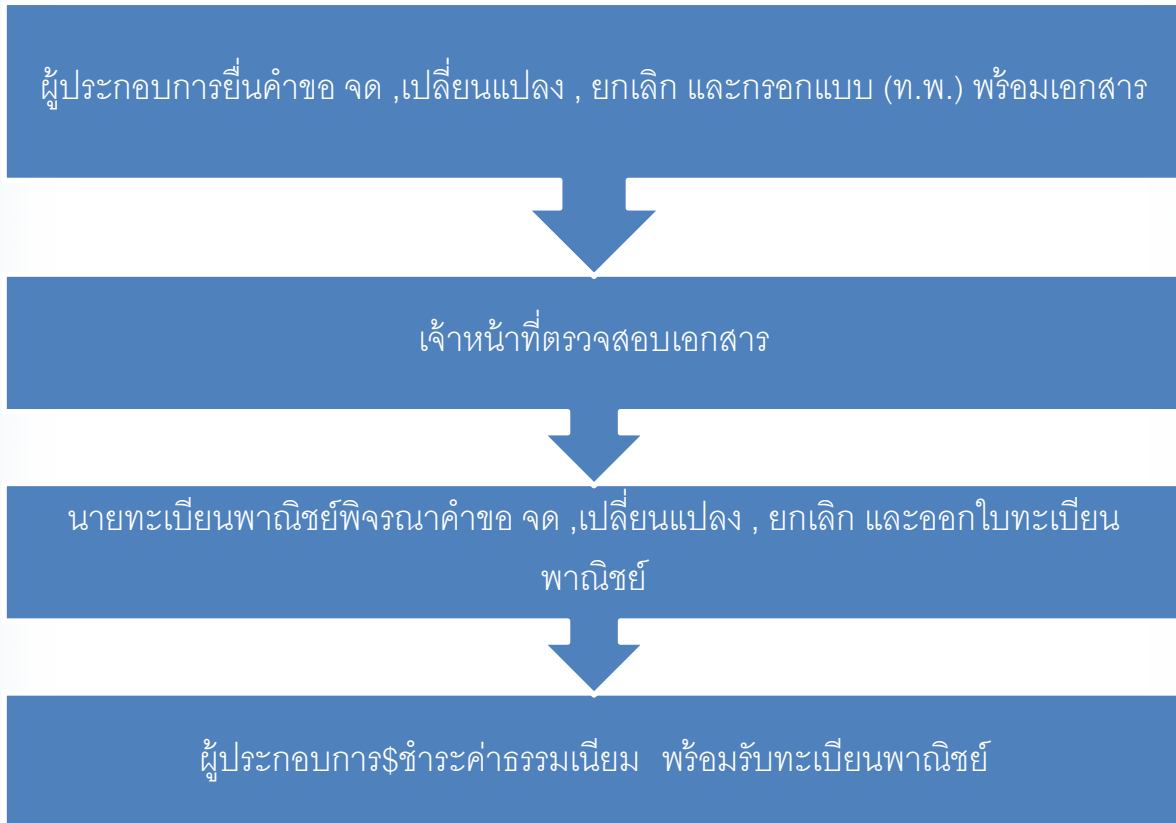 ผู้ประกอบการยื่นคำขอ จด ,เปลี่ยนแปลง , ยกเลิก และกรอกแบบ (ท.พ.) พร้อมเอกสาร
เจ้าหน้าที่ตรวจสอบเอกสาร
นายทะเบียนพาณิชย์พิจรณาคำขอ จด ,เปลี่ยนแปลง , ยกเลิก และออกใบทะเบียน
พาณิชย์
ผู้ประกอบการ$ชำระค่าธรรมเนียม พร้อมรับทะเบียนพาณิชย์